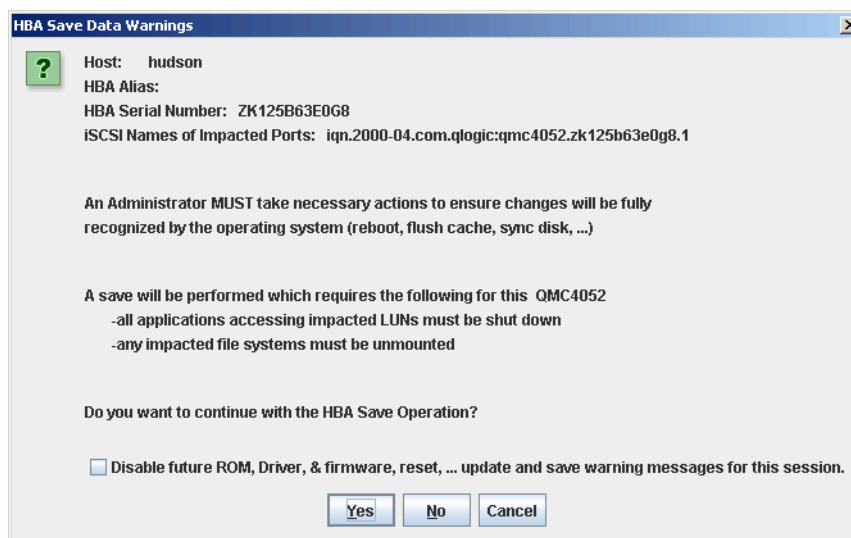 HBA Save Data Warnings
Host: hudson
HBA Alias:
HBA Serial Number: ZK125B63E0G8
iSCSI Names of Impacted Ports: iqn.2000-04.com.qlogic:qmc4052.zk125b63e0g8.1
An Administrator MUST take necessary actions to ensure changes will be fully
recognized by the operating system (reboot, flush cache, sync disk, ...)
A save will be performed which requires the following for this QMC4052
-all applications accessing impacted LUNs must be shut down
-any impacted file systems must be unmounted
Do you want to continue with the HBA Save Operation?
Disable future ROM, Driver, & firmware, reset, ... update and save warning messages for this session.
Yes No Cancel